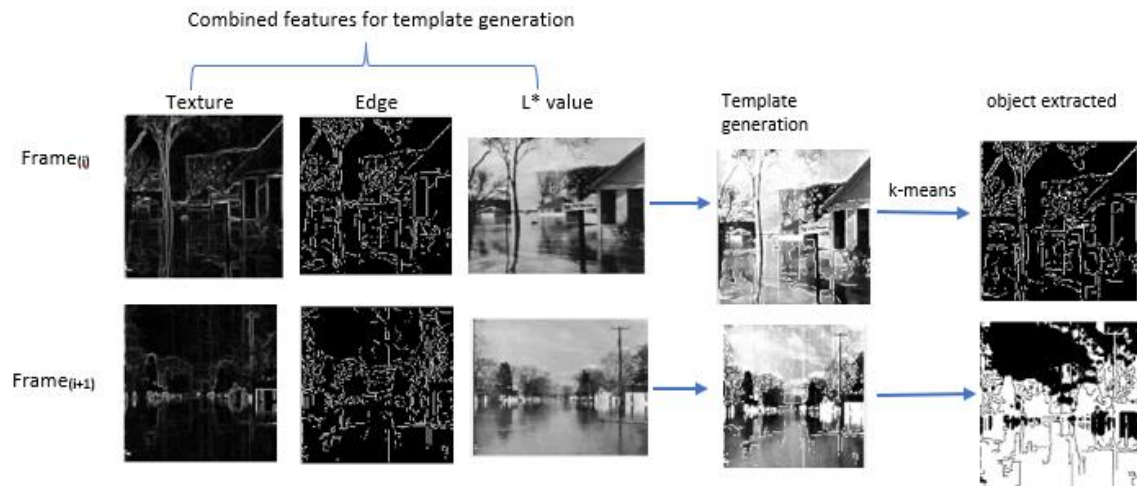 Combined features for template generation
Texture
Edge
L* value
Template
generation
object extracted
Frame(i)
k-means
Frame(i+1)